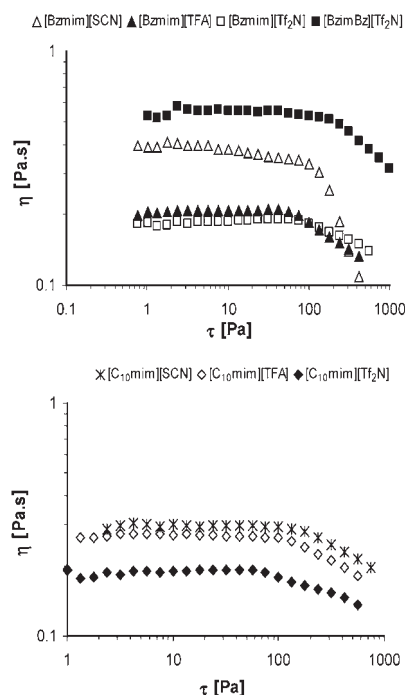 △ [Bzmim][SCN] ▲ [Bzmim][TFA] □ [Bzmim][Tf₂N] ■ [BzimBz][Tf₂N]
1
η [Pa.s]
0.1
0.1 1 10 100 1000
τ [Pa]
[C₁₀mim][SCN] ◇ [C₁₀mim][TFA] ◆ [C₁₀mim][Tf₂N]
1
η [Pa.s]
0.1
1 10 100 1000
τ [Pa]